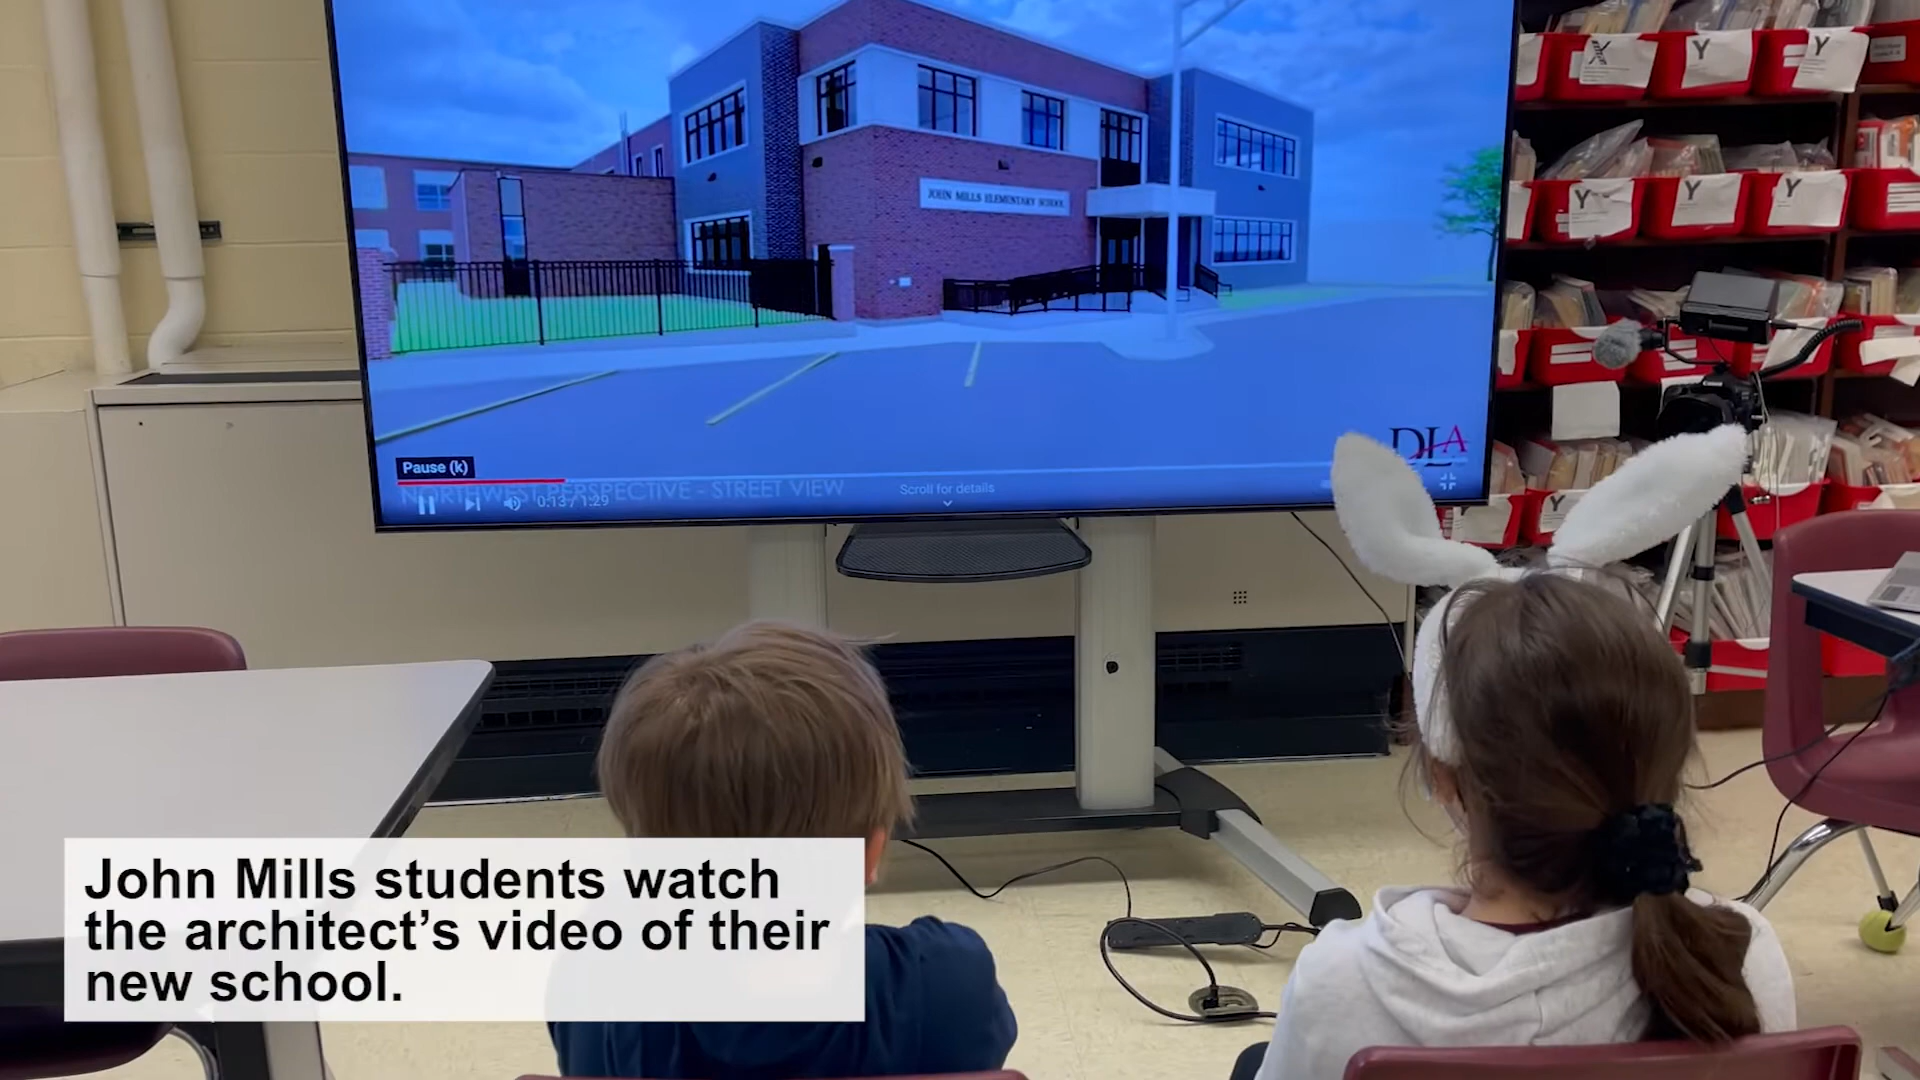 X
Y
Y
JOHN MILLS ELEMENTARY SCHOOL
Y
Y
Y
Canon
DLA
Pause (k)
NORTHWEST PERSPECTIVE - STREET VIEW
0:13 / 1:29
Scroll for details
Y
John Mills students watch
the architect’s video of their
new school.